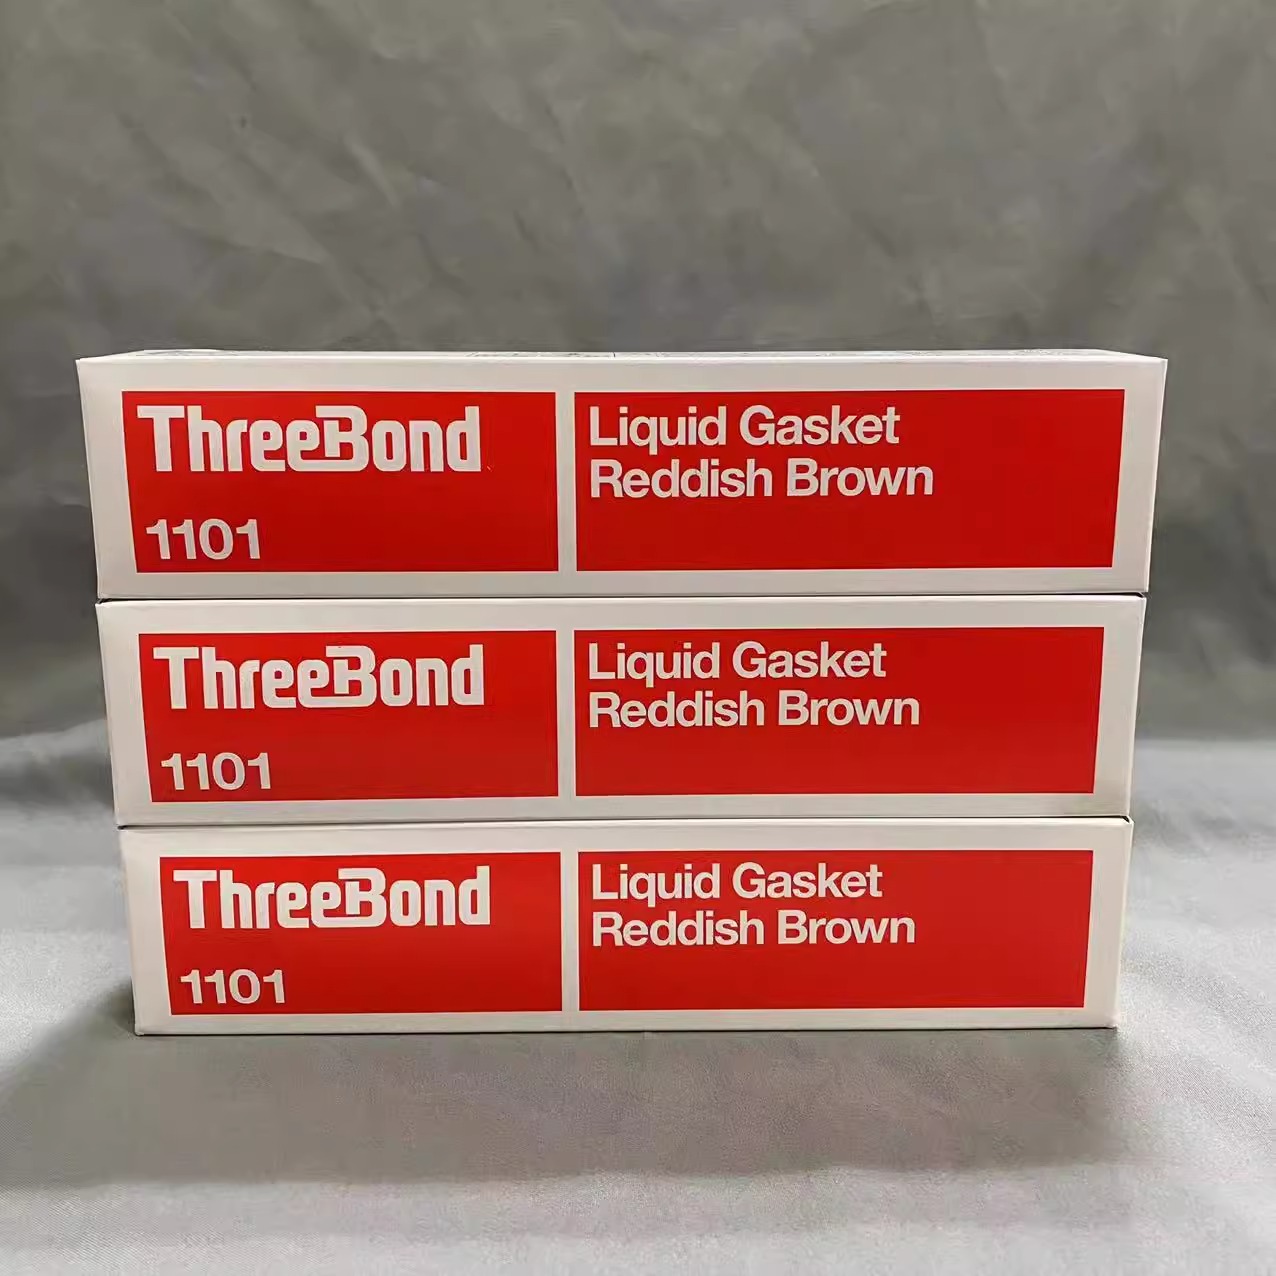 ThreeBond
1101
Liquid Gasket
Reddish Brown
ThreeBond
1101
Liquid Gasket
Reddish Brown
ThreeBond
1101
Liquid Gasket
Reddish Brown